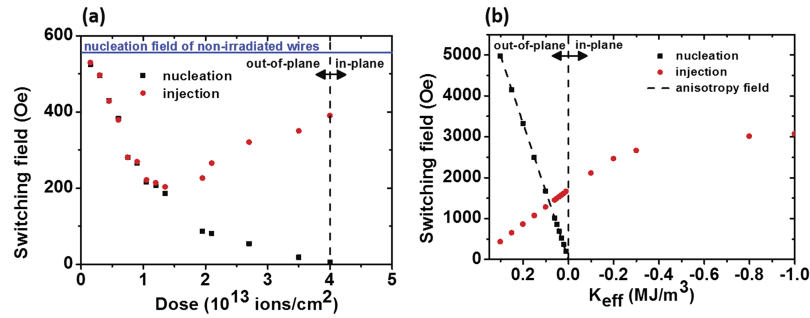 (a)
600
400
200
0
Switching field (Oe)
nucleation field of non-irradiated wires
out-of-plane
in-plane
nucleation
injection
0
1
2
3
4
5
Dose (10^13 ions/cm^2)
(b)
5000
4000
3000
2000
1000
0
Switching field (Oe)
out-of-plane
in-plane
nucleation
injection
anisotropy field
0.2
0.0
-0.2
-0.4
-0.6
-0.8
-1.0
K_eff (MJ/m^3)